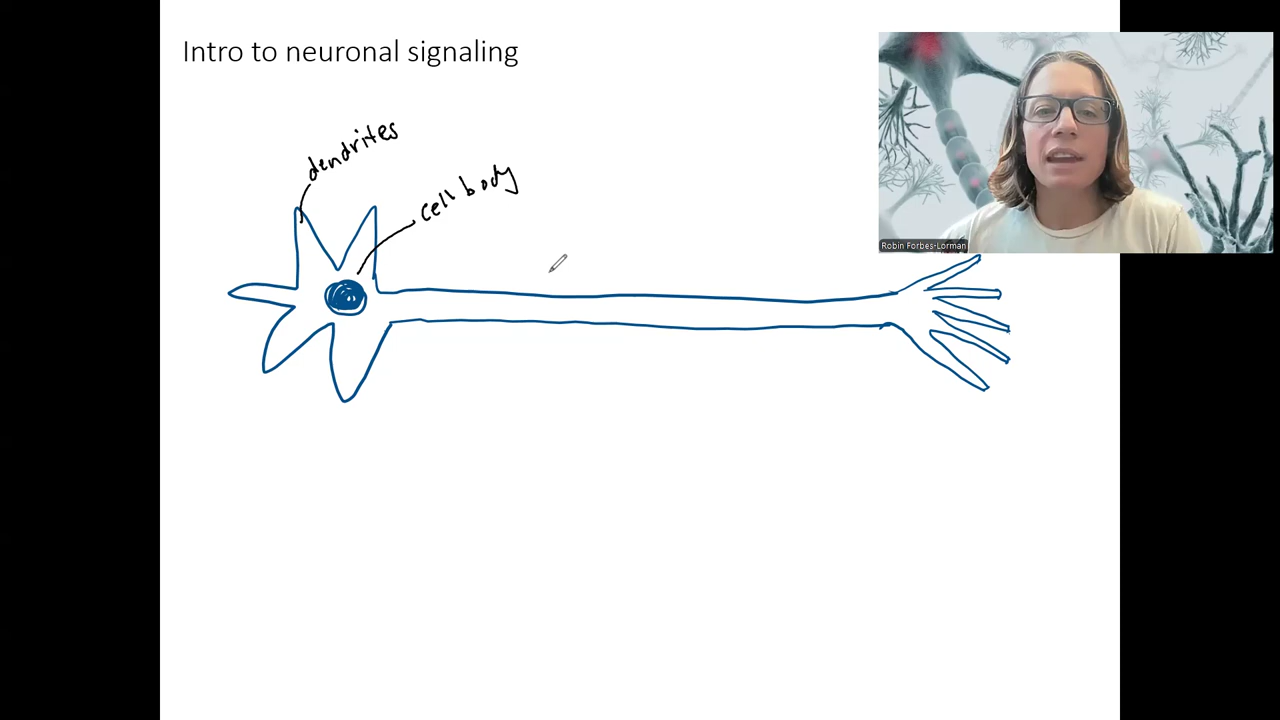 Intro to neuronal signaling
dendrites
cell body
Robin Forbes-Lorman